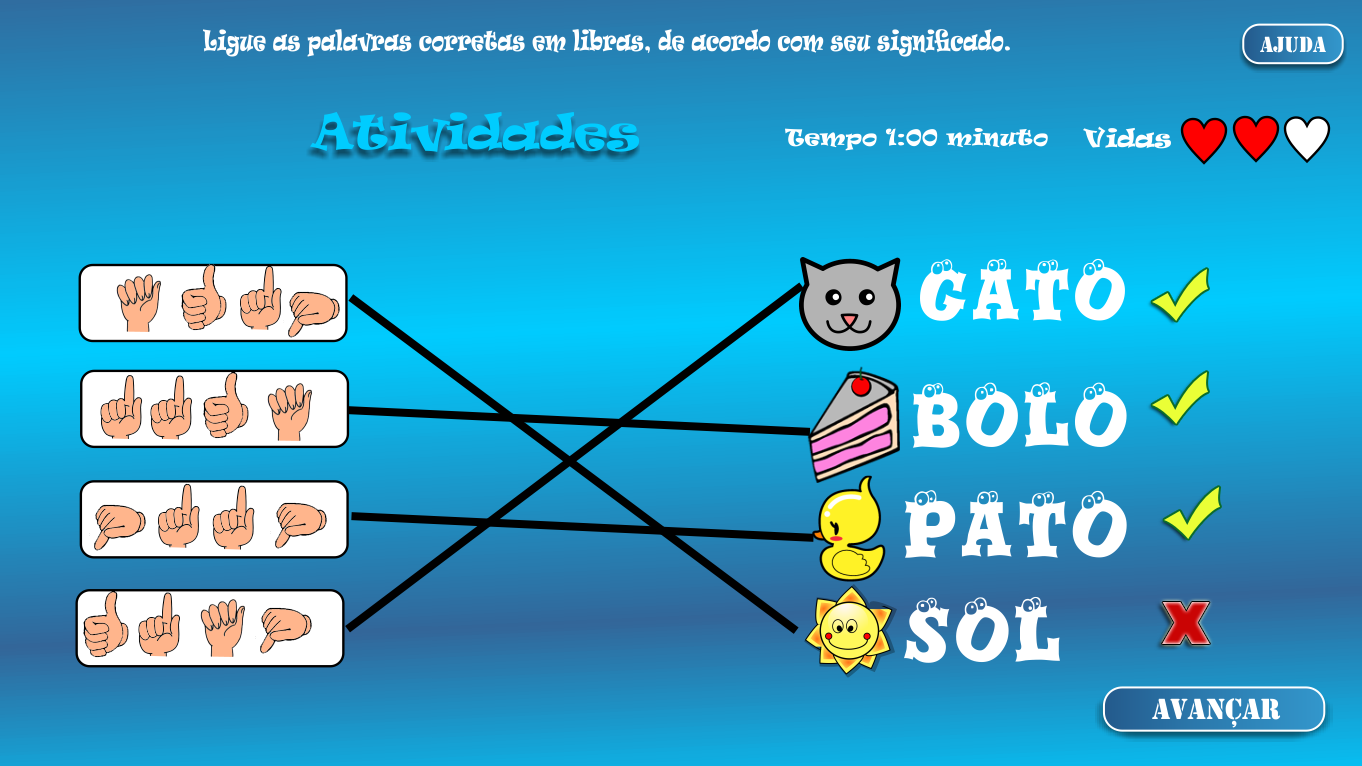 Ligue as palavras corretas em libras, de acordo com seu significado.
AJUDA
Atividades
Tempo 1:00 minuto
Vidas
GATO
BOLO
PATO
SOL
X
AVANÇAR